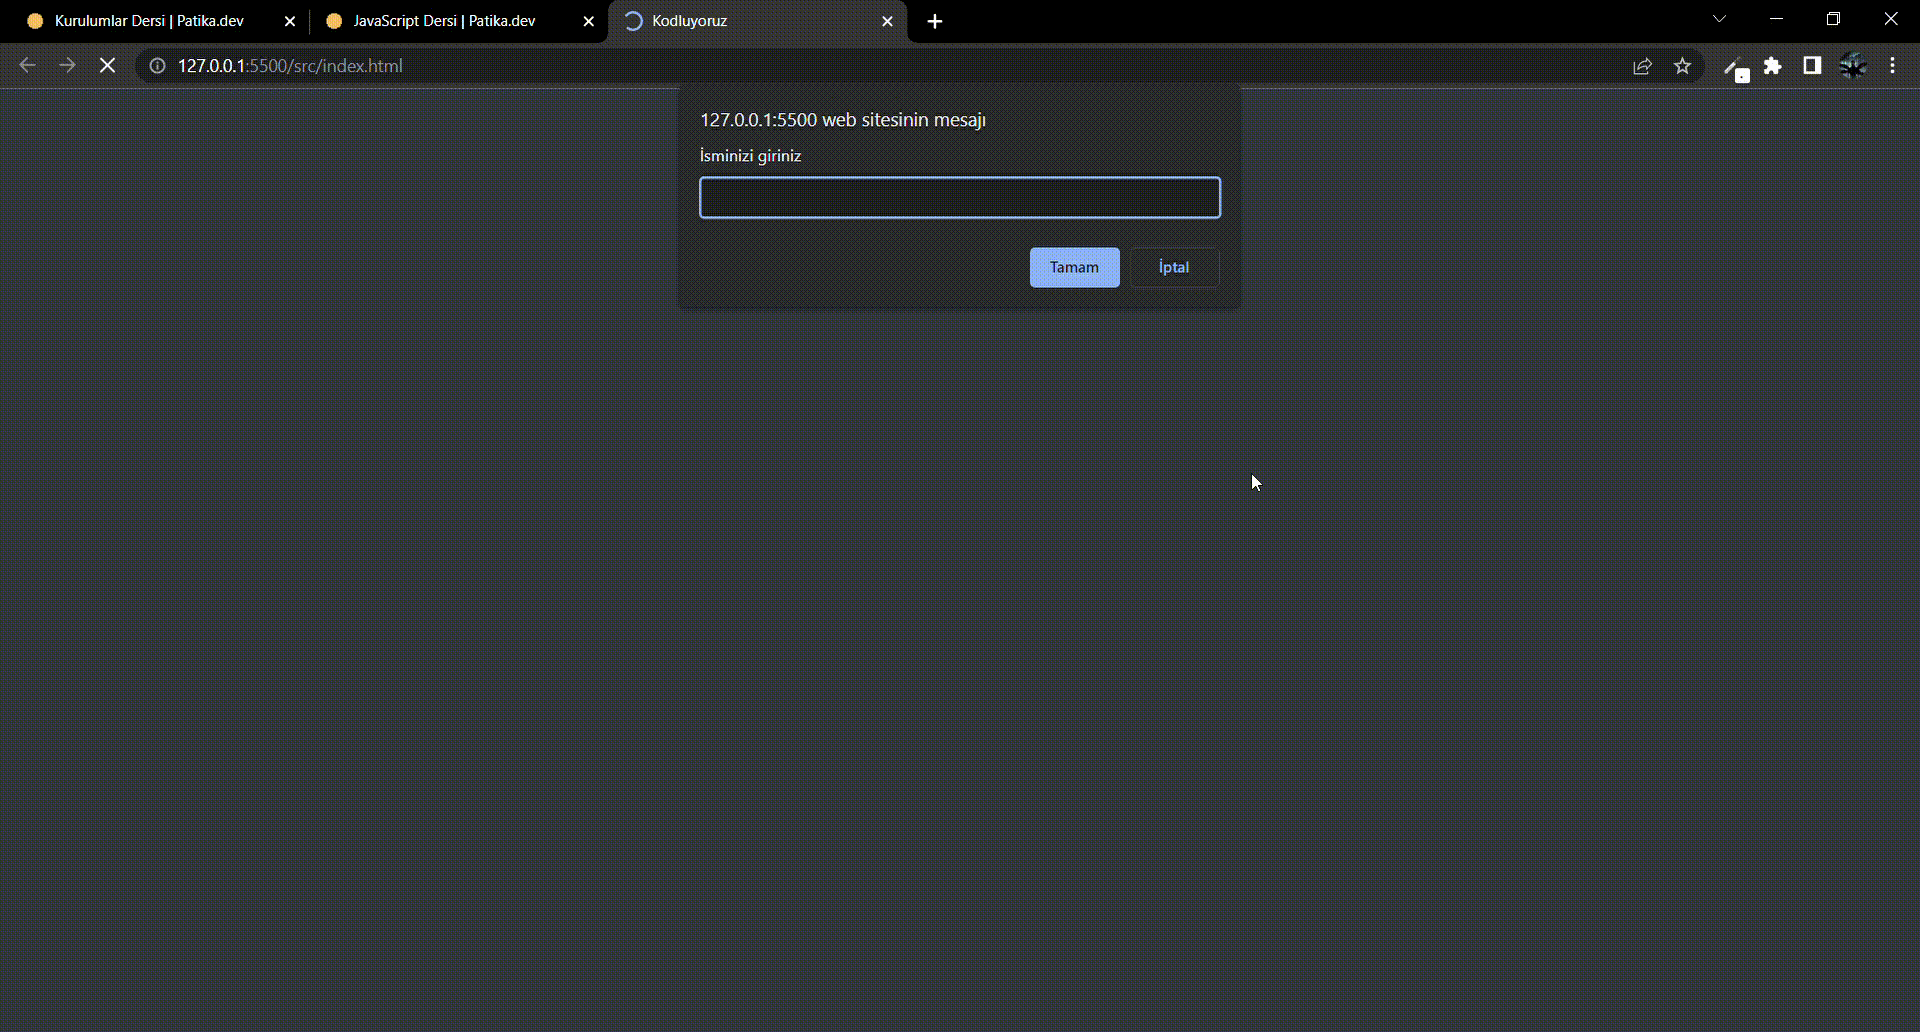 Kurulumlar Dersi | Patika.dev
JavaScript Dersi | Patika.dev
Kodluyoruz
127.0.0.1:5500/src/index.html
127.0.0.1:5500 web sitesinin mesajı
İsminizi giriniz
Tamam
İptal